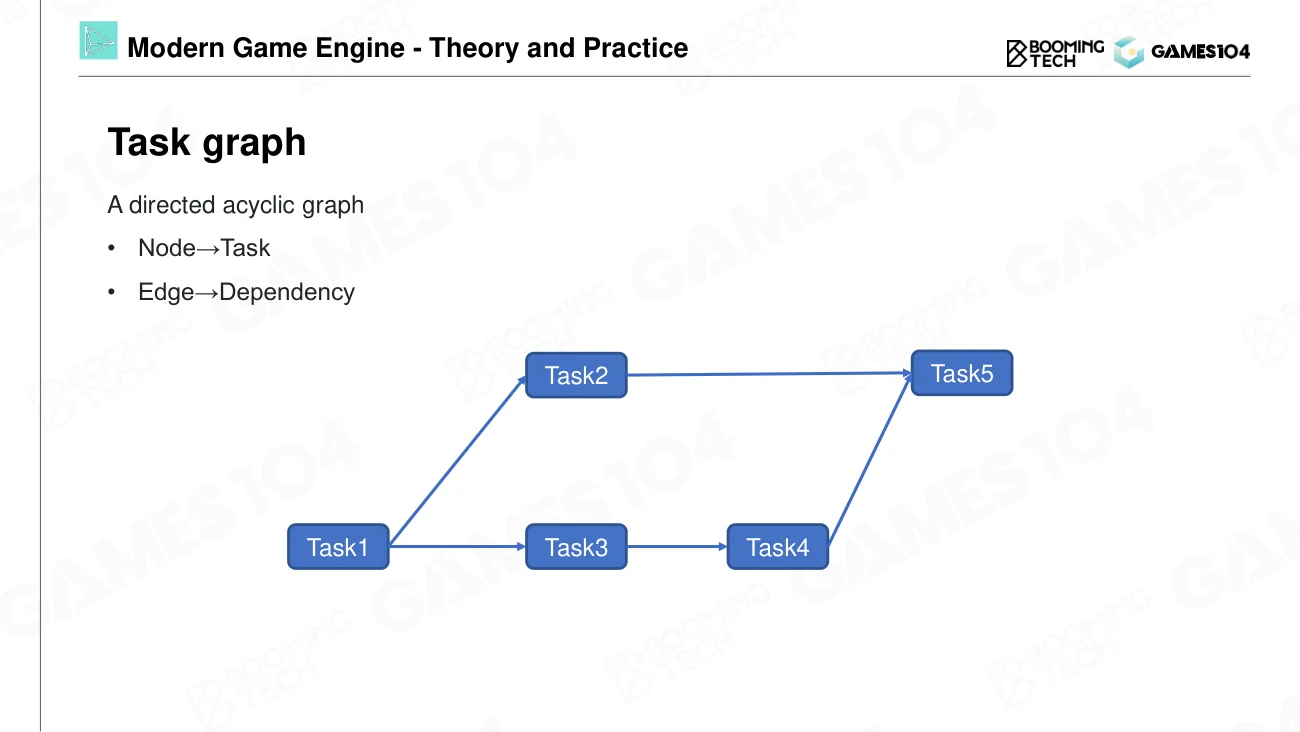 Modern Game Engine - Theory and Practice
BOOMING
TECH
GAMES104
Task graph
A directed acyclic graph
• Node→Task
• Edge→Dependency
Task2
Task5
Task1
Task3
Task4